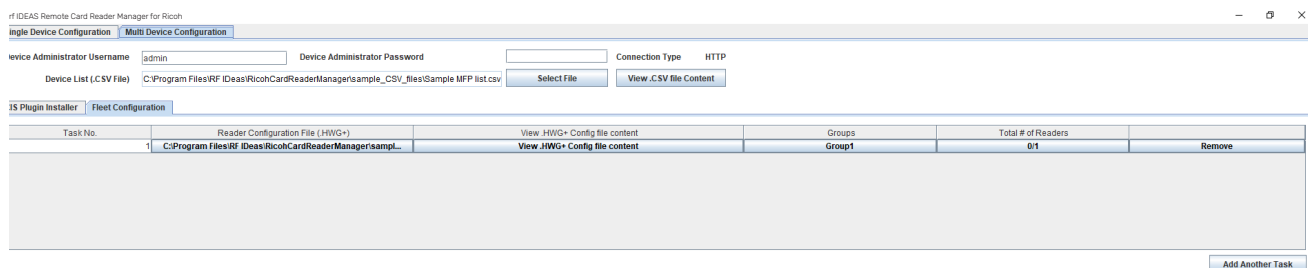 rf IDEAS Remote Card Reader Manager for Ricoh
ingle Device Configuration Multi Device Configuration
evice Administrator Username admin Device Administrator Password Connection Type HTTP
Device List (.CSV File) C:\Program Files\RF IDeas\RicohCardReaderManager\sample_CSV_files\Sample MFP list.csv Select File View .CSV file Content
IS Plugin Installer Fleet Configuration
Task No. Reader Configuration File (.HWG+) View .HWG+ Config file content Groups Total # of Readers
1 C:\Program Files\RF IDeas\RicohCardReaderManager\sampl... View .HWG+ Config file content Group1 0/1 Remove
Add Another Task